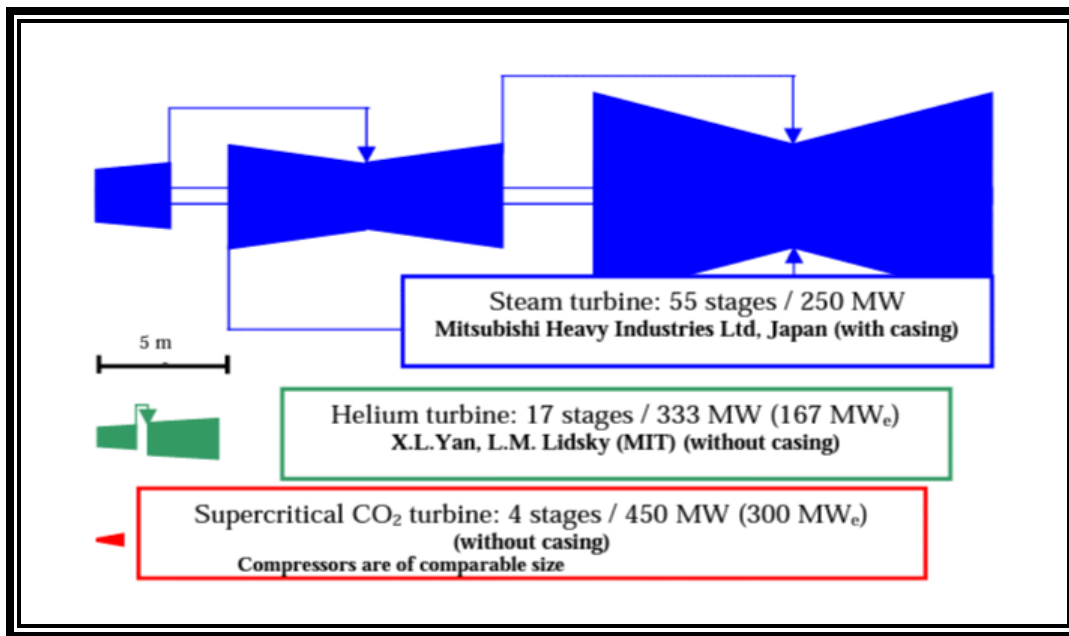 Steam turbine: 55 stages / 250 MW
Mitsubishi Heavy Industries Ltd, Japan (with casing)
5 m
Helium turbine: 17 stages / 333 MW (167 MWₑ)
X.L.Yan, L.M. Lidsky (MIT) (without casing)
Supercritical CO₂ turbine: 4 stages / 450 MW (300 MWₑ)
(without casing)
Compressors are of comparable size